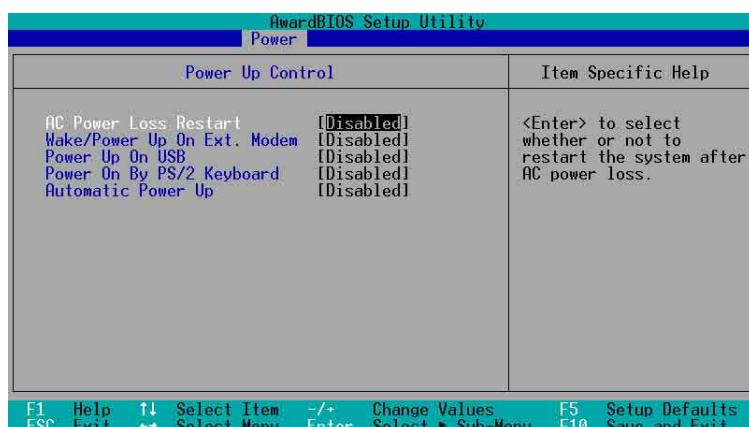 AwardBIOS Setup Utility
Power
Power Up Control
Item Specific Help
AC Power Loss Restart [Disabled]
Wake/Power Up On Ext. Modem [Disabled]
Power Up On USB [Disabled]
Power On By PS/2 Keyboard [Disabled]
Automatic Power Up [Disabled]
<Enter> to select
whether or not to
restart the system after
AC power loss.
F1 Help ↑↓ Select Item -/+ Change Values F5 Setup Defaults
ESC Exit ←→ Select Menu Enter Select ▶ Sub-Menu F10 Save and Exit